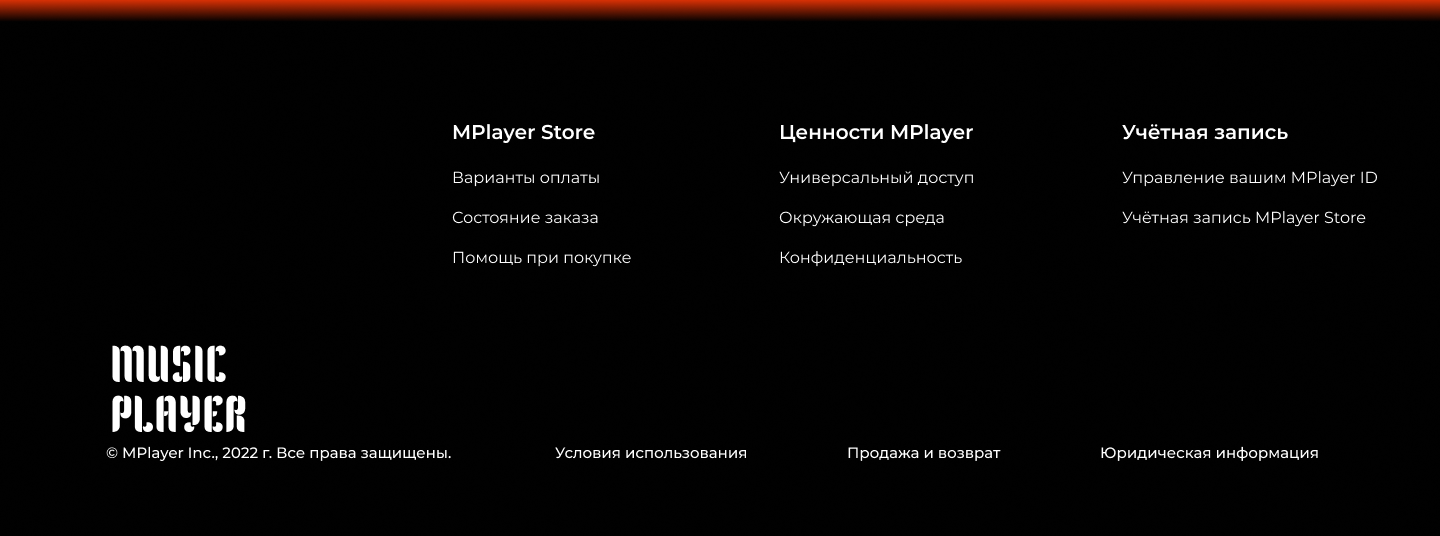 MPlayer Store
Варианты оплаты
Состояние заказа
Помощь при покупке
Ценности MPlayer
Универсальный доступ
Окружающая среда
Конфиденциальность
Учётная запись
Управление вашим MPlayer ID
Учётная запись MPlayer Store
MUSIC
PLAYER
© MPlayer Inc., 2022 г. Все права защищены.
Условия использования
Продажа и возврат
Юридическая информация